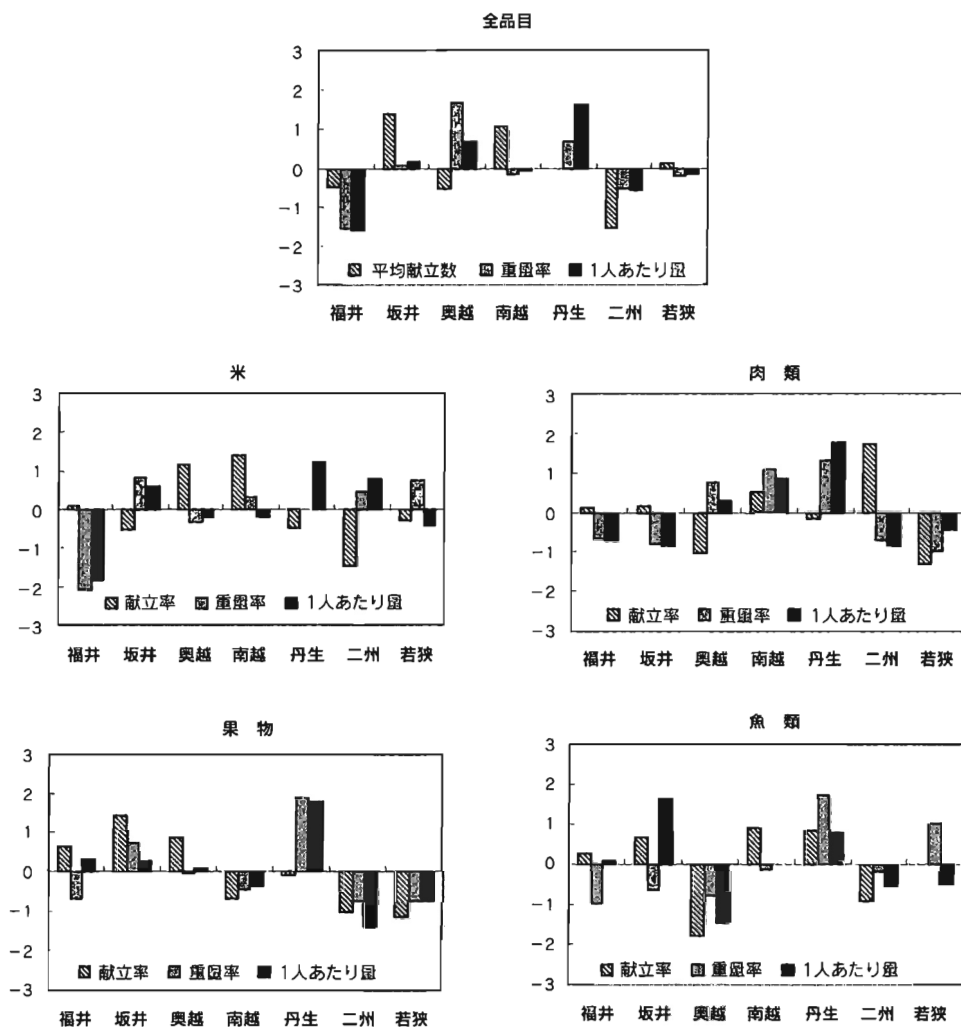 全品目
3
2
1
0
−1
−2
−3
平均献立数 重量率 1人あたり量
福井 坂井 奥越 南越 丹生 二州 若狭
米
3
2
1
0
−1
−2
−3
献立率 重量率 1人あたり量
福井 坂井 奥越 南越 丹生 二州 若狭
肉 類
3
2
1
0
−1
−2
−3
献立率 重量率 1人あたり量
福井 坂井 奥越 南越 丹生 二州 若狭
果 物
3
2
1
0
−1
−2
−3
献立率 重量率 1人あたり量
福井 坂井 奥越 南越 丹生 二州 若狭
魚 類
3
2
1
0
−1
−2
−3
献立率 重量率 1人あたり量
福井 坂井 奥越 南越 丹生 二州 若狭